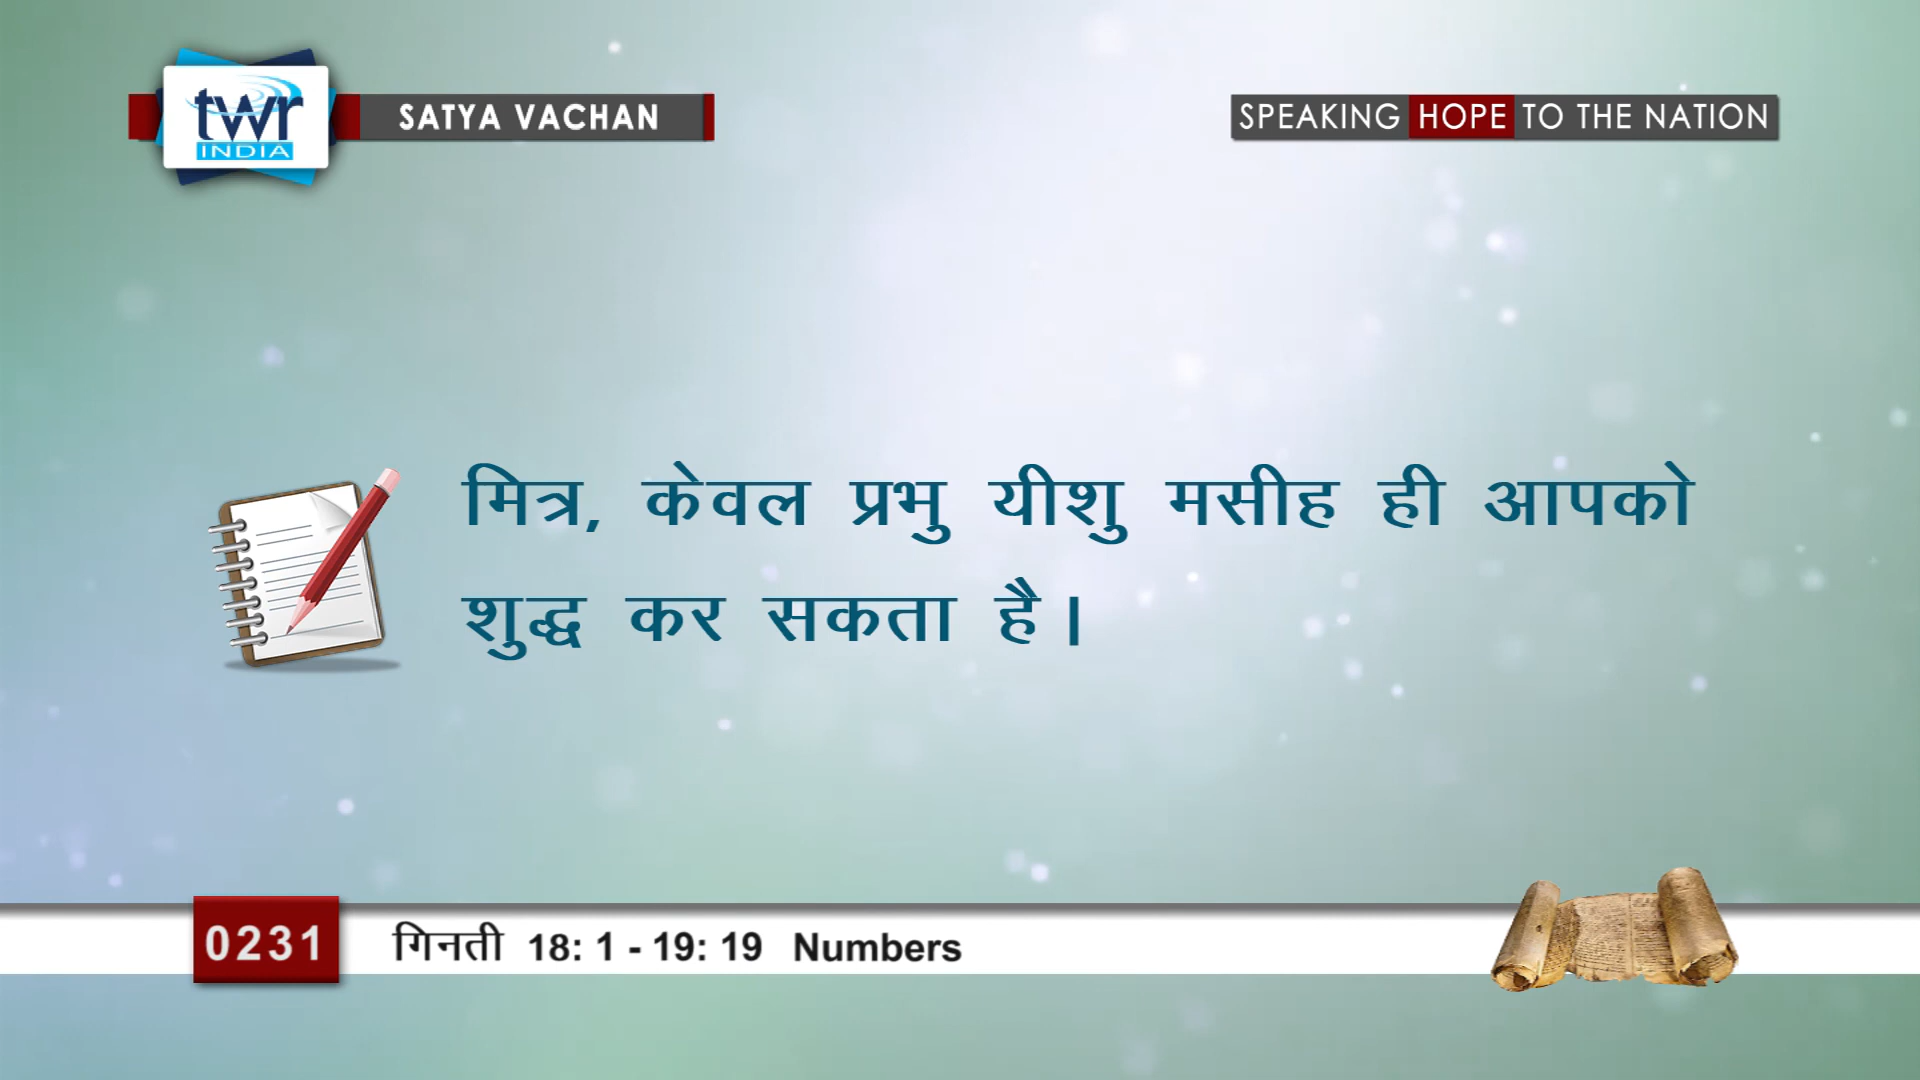 twr
INDIA
SATYA VACHAN
SPEAKING HOPE TO THE NATION
मित्र, केवल प्रभु यीशु मसीह ही आपको
शुद्ध कर सकता है।
0231
गिनती 18: 1 - 19: 19 Numbers